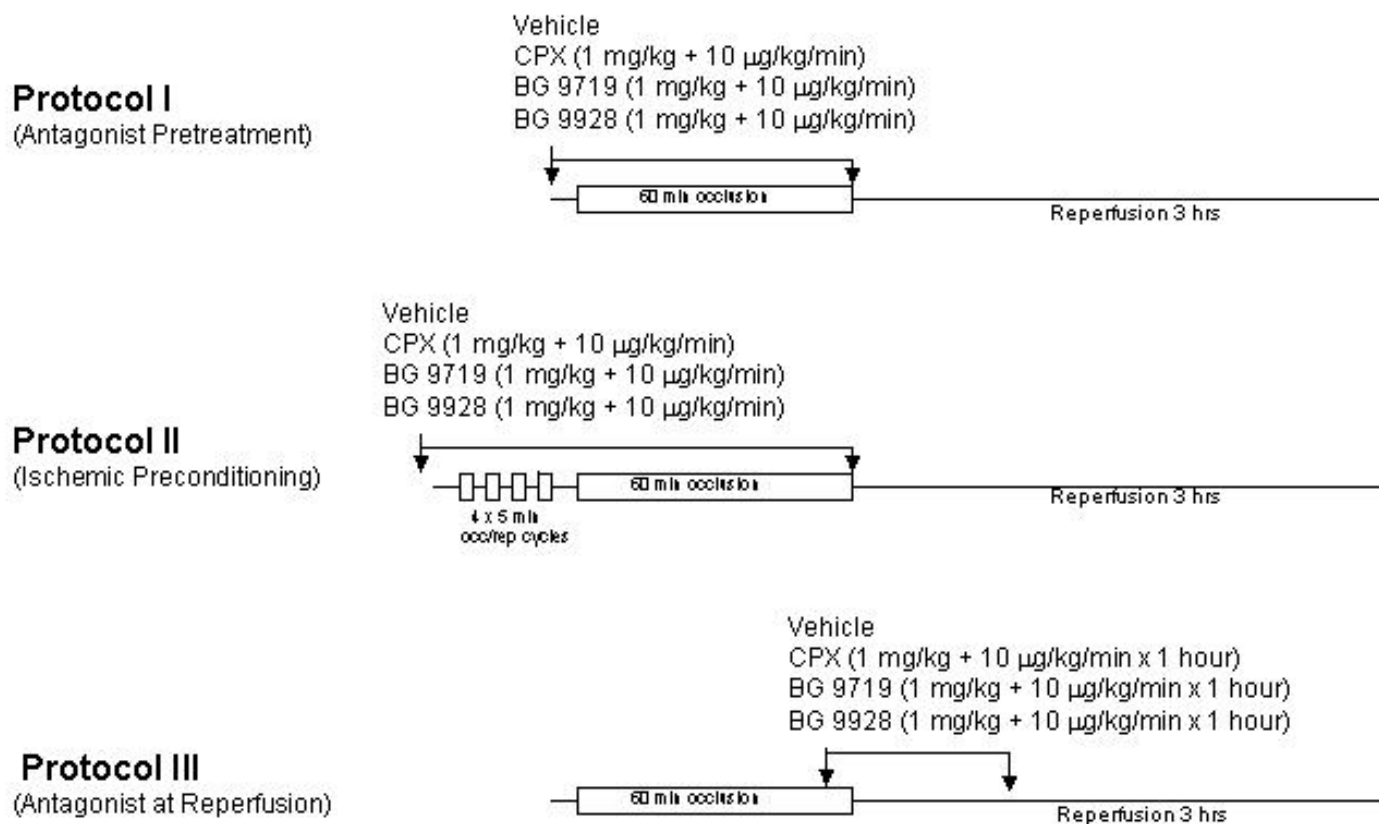 Vehicle
CPX (1 mg/kg + 10 μg/kg/min)
BG 9719 (1 mg/kg + 10 μg/kg/min)
BG 9928 (1 mg/kg + 10 μg/kg/min)
Protocol I
(Antagonist Pretreatment)
60 min occlusion
Reperfusion 3 hrs
Vehicle
CPX (1 mg/kg + 10 μg/kg/min)
BG 9719 (1 mg/kg + 10 μg/kg/min)
BG 9928 (1 mg/kg + 10 μg/kg/min)
Protocol II
(Ischemic Preconditioning)
60 min occlusion
Reperfusion 3 hrs
4 x 5 min
occ/rep cycles
Vehicle
CPX (1 mg/kg + 10 μg/kg/min x 1 hour)
BG 9719 (1 mg/kg + 10 μg/kg/min x 1 hour)
BG 9928 (1 mg/kg + 10 μg/kg/min x 1 hour)
Protocol III
(Antagonist at Reperfusion)
60 min occlusion
Reperfusion 3 hrs